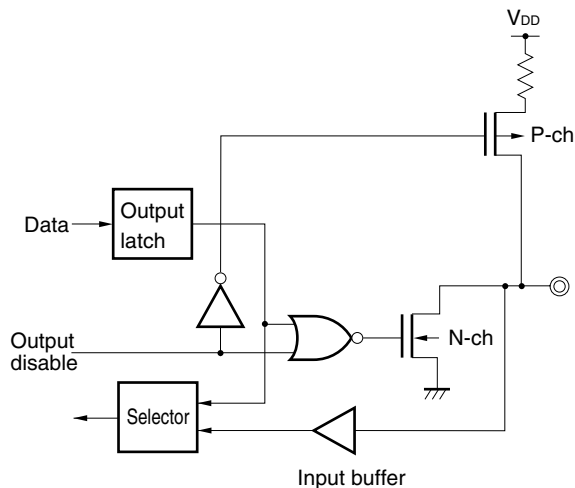 VDD
P-ch
Data
Output
latch
N-ch
Output
disable
Selector
Input buffer